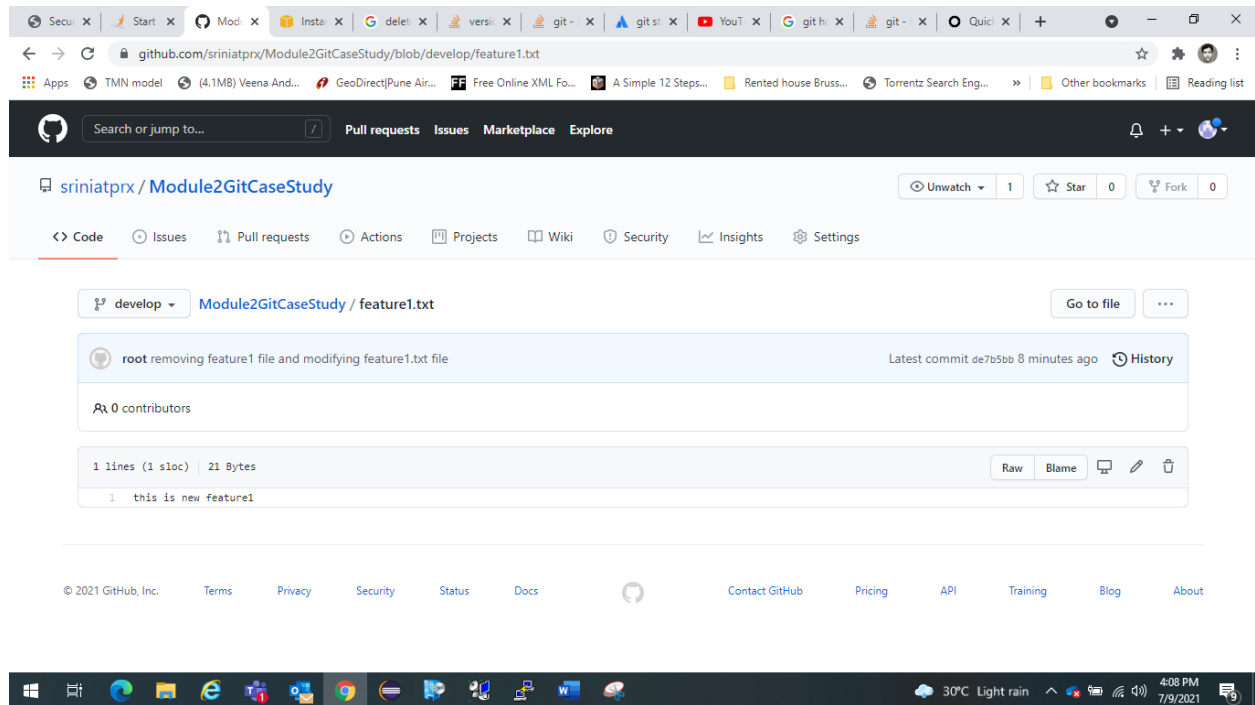 Secur Start Modu Insta G delet versic git - git st YouT G git h git - Quicl
github.com/sriniatprx/Module2GitCaseStudy/blob/develop/feature1.txt
Apps TMN model (4.1MB) Veena And... GeoDirect|Pune Air... FF Free Online XML Fo... A Simple 12 Steps... Rented house Bruss... Torrentz Search Eng... » Other bookmarks Reading list
Search or jump to... / Pull requests Issues Marketplace Explore
sriniatprx / Module2GitCaseStudy Unwatch 1 Star 0 Fork 0
<> Code Issues Pull requests Actions Projects Wiki Security Insights Settings
develop Module2GitCaseStudy / feature1.txt Go to file ...
root removing feature1 file and modifying feature1.txt file Latest commit de7b5bb 8 minutes ago History
0 contributors
1 lines (1 sloc) 21 Bytes Raw Blame
1 this is new feature1
© 2021 GitHub, Inc. Terms Privacy Security Status Docs Contact GitHub Pricing API Training Blog About
30°C Light rain 4:08 PM
7/9/2021